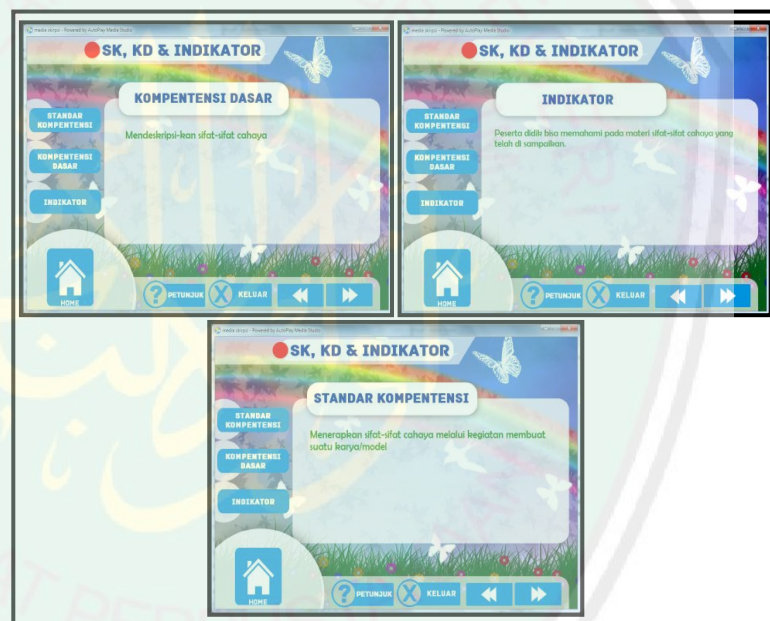 media skripsi - Powered by AutoPlay Media Studio
SK, KD & INDIKATOR
KOMPENTENSI DASAR
STANDAR
KOMPENTENSI
KOMPENTENSI
DASAR
INDIKATOR
Mendeskripsi-kan sifat-sifat cahaya
HOME
PETUNJUK
KELUAR
media skripsi - Powered by AutoPlay Media Studio
SK, KD & INDIKATOR
INDIKATOR
STANDAR
KOMPENTENSI
KOMPENTENSI
DASAR
INDIKATOR
Peserta didik bisa memahami pada materi sifat-sifat cahaya yang
telah di sampaikan.
HOME
PETUNJUK
KELUAR
media skripsi - Powered by AutoPlay Media Studio
SK, KD & INDIKATOR
STANDAR KOMPENTENSI
STANDAR
KOMPENTENSI
KOMPENTENSI
DASAR
INDIKATOR
Menerapkan sifat-sifat cahaya melalui kegiatan membuat
suatu karya/model
HOME
PETUNJUK
KELUAR